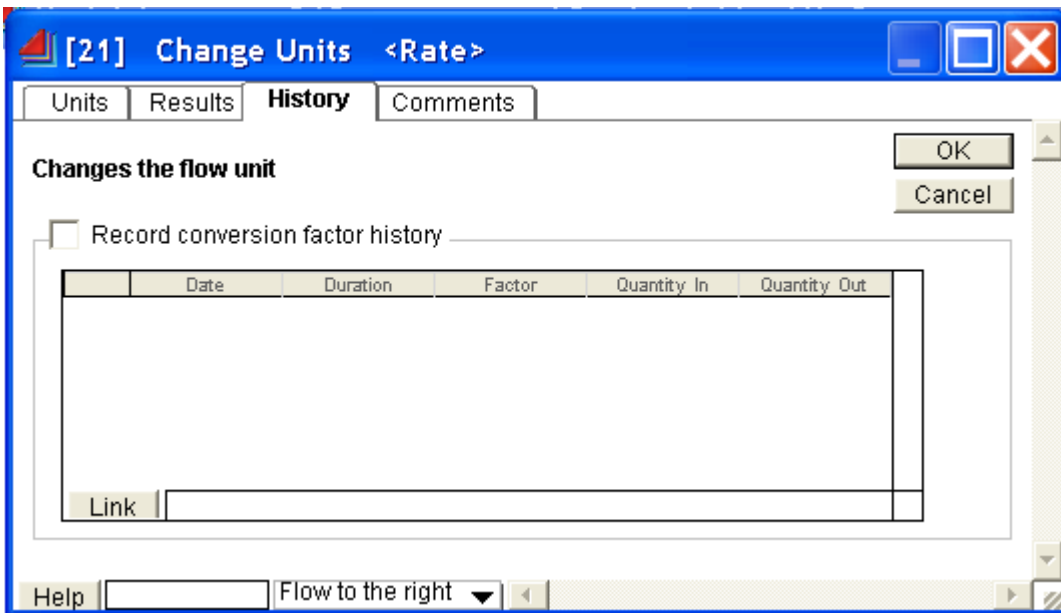 [21] Change Units <Rate>
Units Results History Comments
OK
Changes the flow unit
Cancel
Record conversion factor history
Date Duration Factor Quantity In Quantity Out
Link
Help Flow to the right